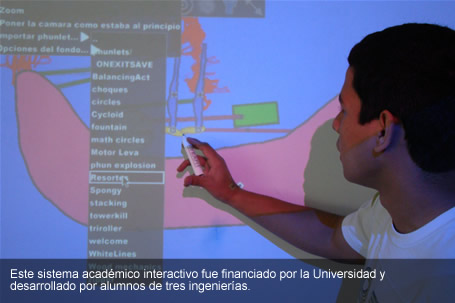 Zoom
Poner la camara como estaba al principio
importar phunlet...
Opciones del fondo...
phunlets:
ONEXITSAVE
BalancingAct
choques
circles
Cycloid
fountain
math circles
Motor Leva
phun explosion
Resortes
Spongy
stacking
towerkill
triroller
welcome
WhiteLines
Este sistema académico interactivo fue financiado por la Universidad y
desarrollado por alumnos de tres ingenierías.